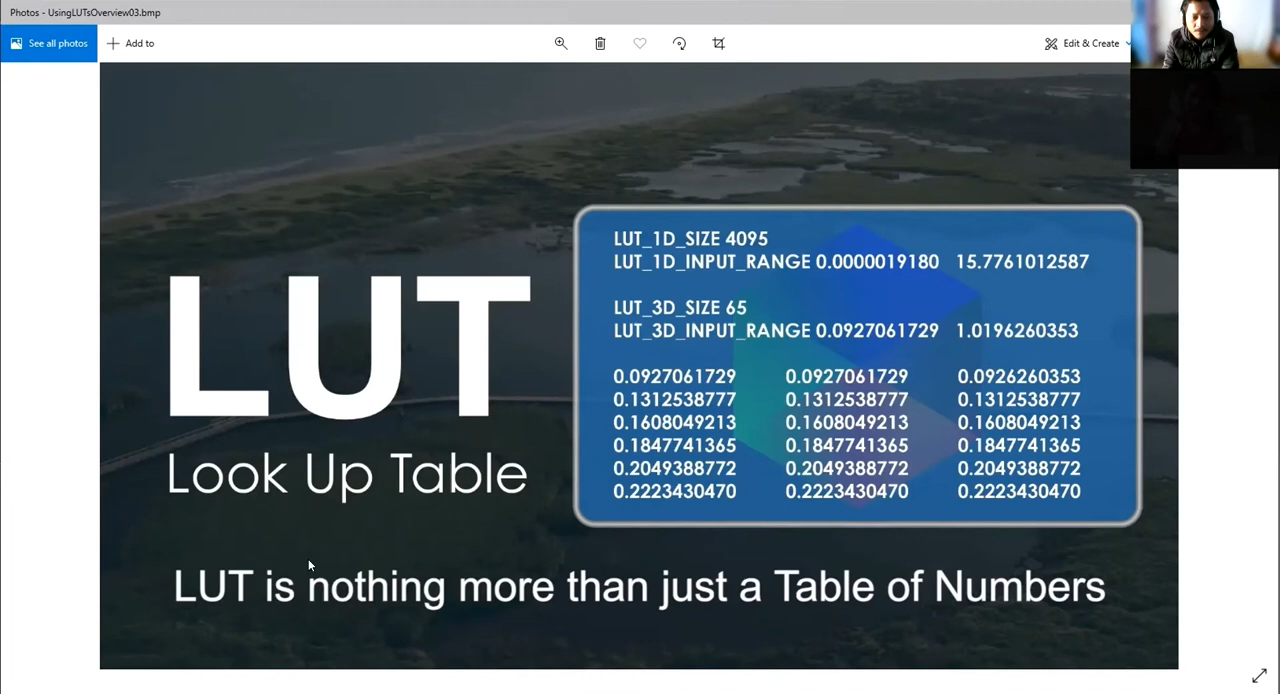 Photos - UsingLUTsOverview03.bmp
See all photos
Add to
Edit & Create
LUT
Look Up Table
LUT_1D_SIZE 4095
LUT_1D_INPUT_RANGE 0.0000019180 15.7761012587
LUT_3D_SIZE 65
LUT_3D_INPUT_RANGE 0.0927061729 1.0196260353
0.0927061729 0.0927061729 0.0926260353
0.1312538777 0.1312538777 0.1312538777
0.1608049213 0.1608049213 0.1608049213
0.1847741365 0.1847741365 0.1847741365
0.2049388772 0.2049388772 0.2049388772
0.2223430470 0.2223430470 0.2223430470
LUT is nothing more than just a Table of Numbers